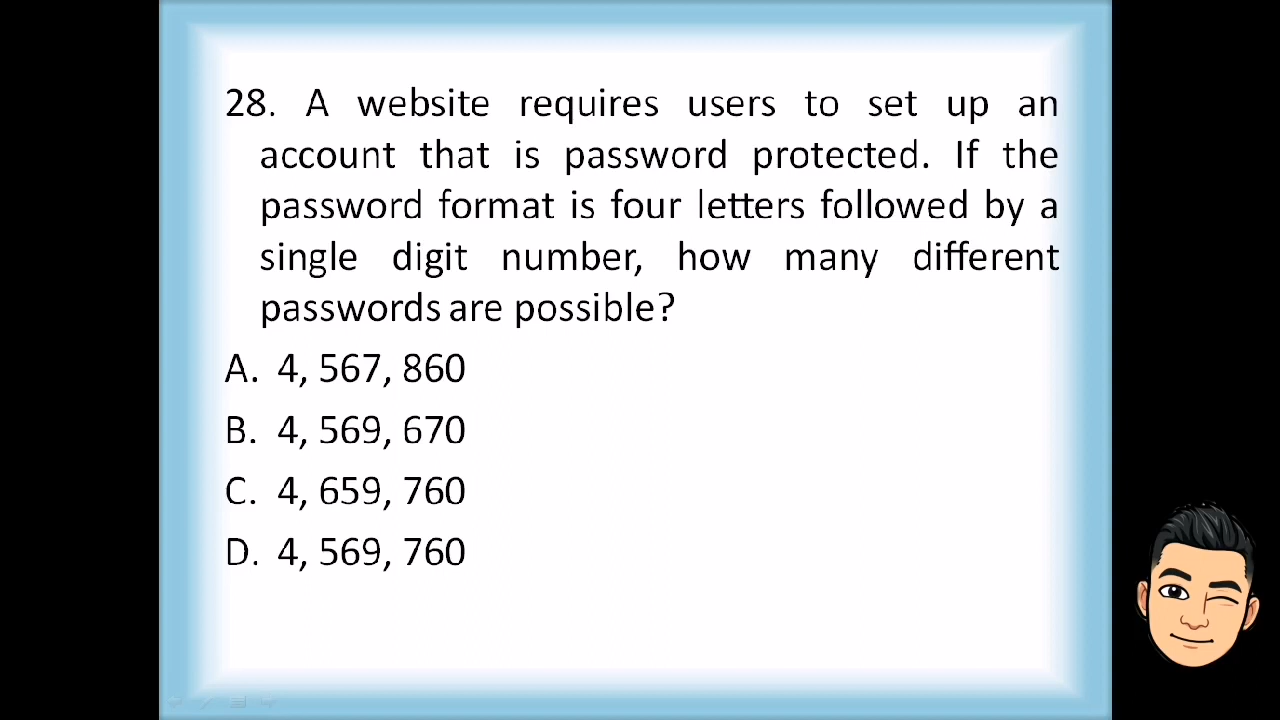 28. A website requires users to set up an
account that is password protected. If the
password format is four letters followed by a
single digit number, how many different
passwords are possible?
A. 4, 567, 860
B. 4, 569, 670
C. 4, 659, 760
D. 4, 569, 760